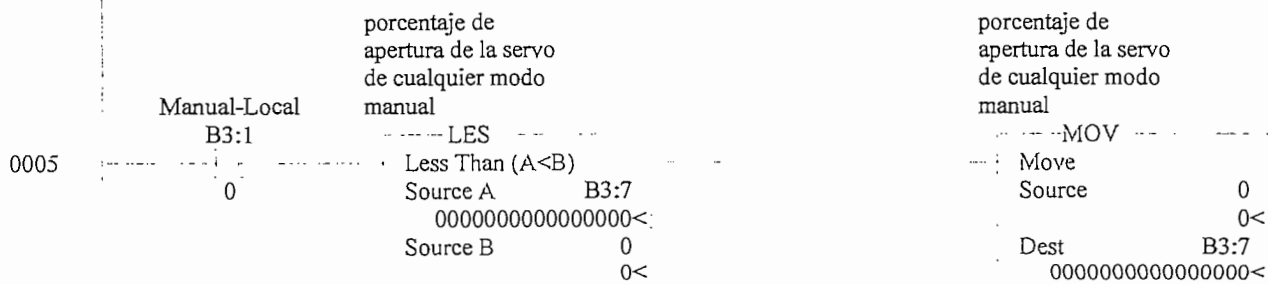 porcentaje de
apertura de la servo
de cualquier modo
manual
porcentaje de
apertura de la servo
de cualquier modo
manual
Manual-Local
B3:1
LES
MOV
0005
Less Than (A<B)
Move
0
Source A B3:7
Source 0
0000000000000000<
0<
Source B 0
Dest B3:7
0<
0000000000000000<